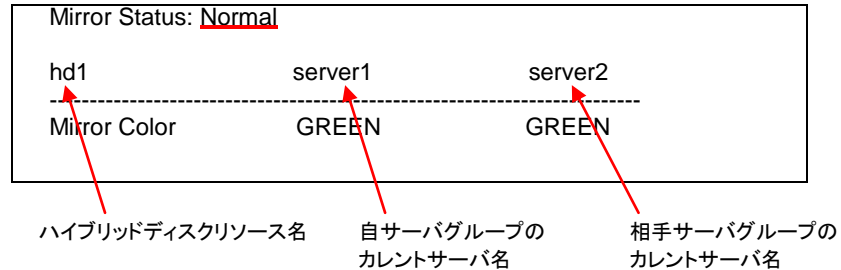 Mirror Status: Normal
hd1 server1 server2
--------------------------------------------------------------------------
Mirror Color GREEN GREEN
ハイブリッドディスクリソース名 自サーバグループの 相手サーバグループの
カレントサーバ名 カレントサーバ名